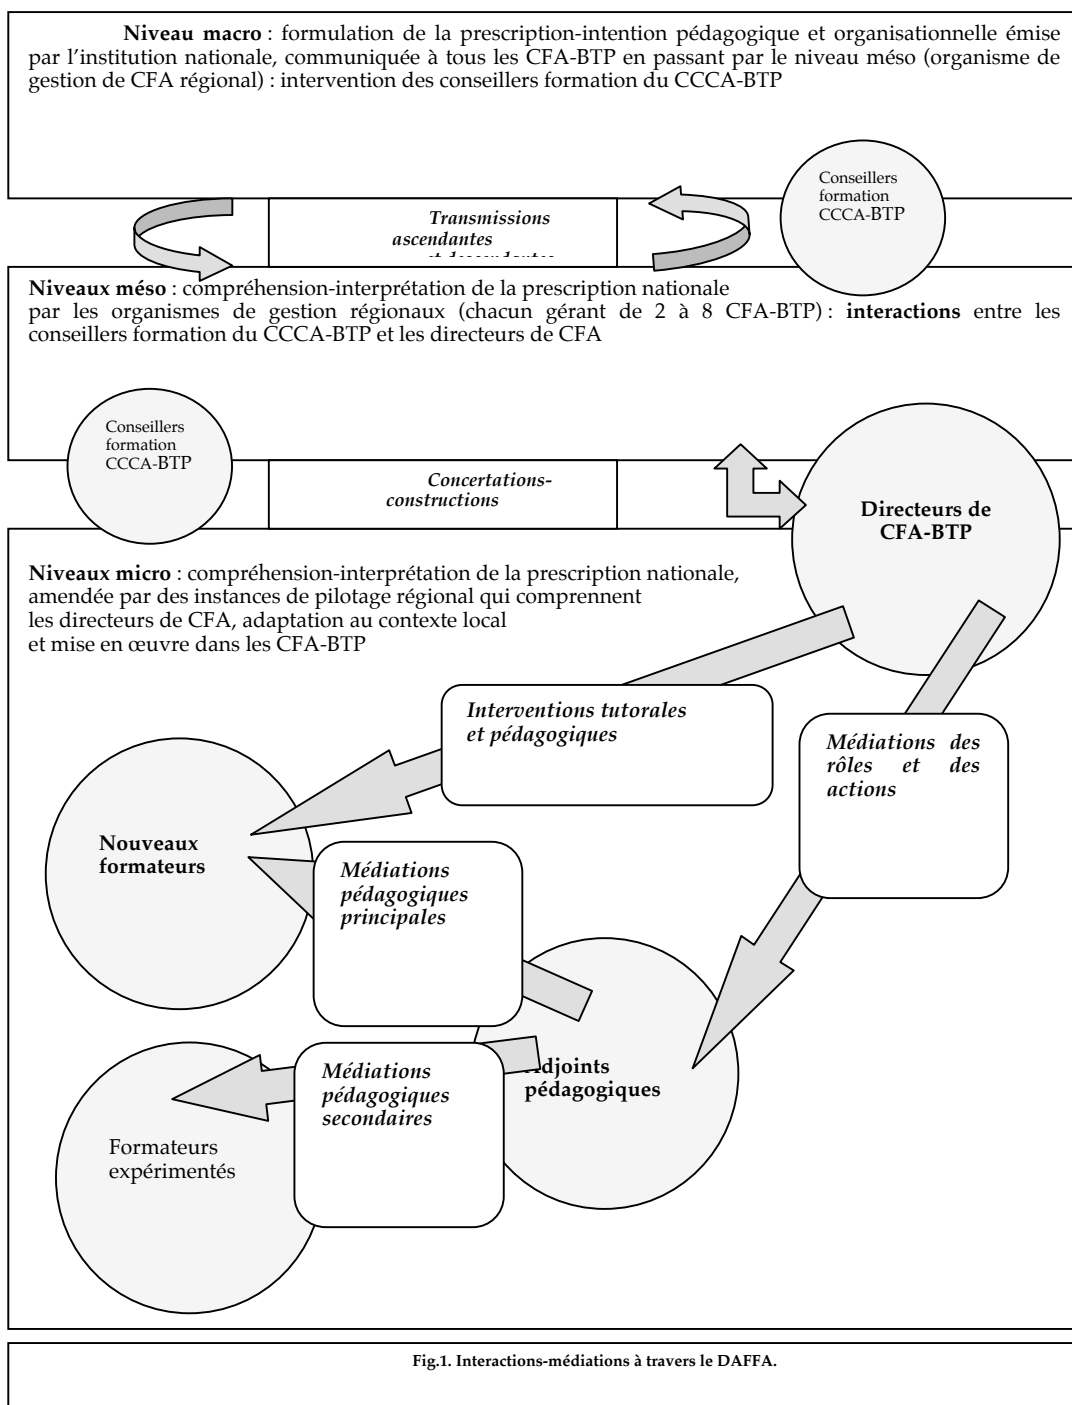 Niveau macro : formulation de la prescription-intention pédagogique et organisationnelle émise
par l'institution nationale, communiquée à tous les CFA-BTP en passant par le niveau méso (organisme de
gestion de CFA régional) : intervention des conseillers formation du CCCA-BTP
Conseillers
formation
CCCA-BTP
Transmissions
ascendantes
et descendantes
Niveaux méso : compréhension-interprétation de la prescription nationale
par les organismes de gestion régionaux (chacun gérant de 2 à 8 CFA-BTP) : interactions entre les
conseillers formation du CCCA-BTP et les directeurs de CFA
Conseillers
formation
CCCA-BTP
Concertations-
constructions
Directeurs de
CFA-BTP
Niveaux micro : compréhension-interprétation de la prescription nationale,
amendée par des instances de pilotage régional qui comprennent
les directeurs de CFA, adaptation au contexte local
et mise en œuvre dans les CFA-BTP
Interventions tutorales
et pédagogiques
Médiations des
rôles et des
actions
Nouveaux
formateurs
Médiations
pédagogiques
principales
Adjoints
pédagogiques
Médiations
pédagogiques
secondaires
Formateurs
expérimentés
Fig.1. Interactions-médiations à travers le DAFFA.